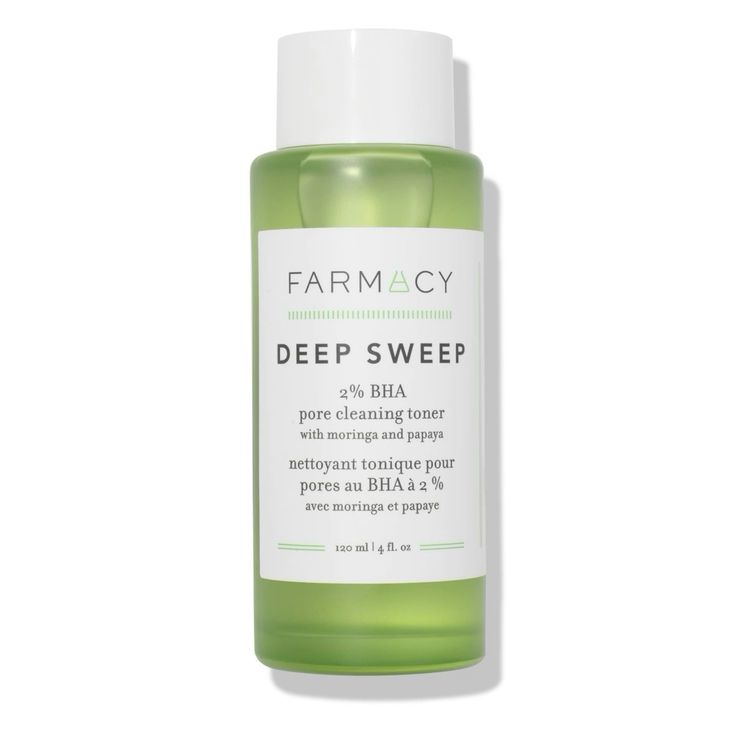 FARMACY
DEEP SWEEP
2% BHA
pore cleaning toner
with moringa and papaya
nettoyant tonique pour
pores au BHA à 2 %
avec moringa et papaye
120 ml | 4 fl. oz